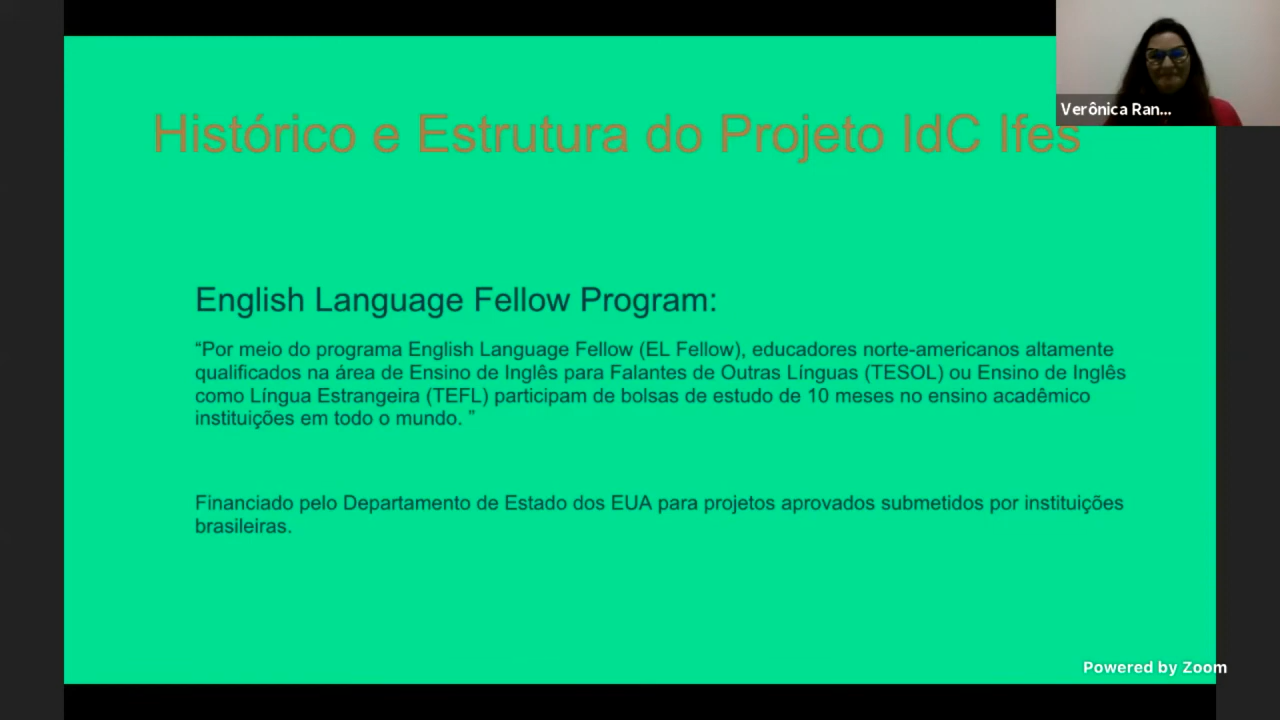 Histórico e Estrutura do Projeto IdC Ifes
Verônica Ran...
English Language Fellow Program:
“Por meio do programa English Language Fellow (EL Fellow), educadores norte-americanos altamente
qualificados na área de Ensino de Inglês para Falantes de Outras Línguas (TESOL) ou Ensino de Inglês
como Língua Estrangeira (TEFL) participam de bolsas de estudo de 10 meses no ensino acadêmico
instituições em todo o mundo. ”
Financiado pelo Departamento de Estado dos EUA para projetos aprovados submetidos por instituições
brasileiras.
Powered by Zoom